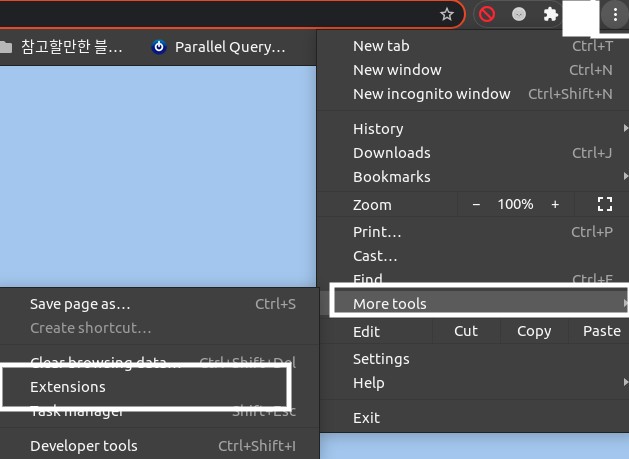 참고할만한 블... Parallel Query...
New tab Ctrl+T
New window Ctrl+N
New incognito window Ctrl+Shift+N
History
Downloads Ctrl+J
Bookmarks
Zoom − 100% +
Print... Ctrl+P
Cast...
Find... Ctrl+F
More tools
Edit Cut Copy Paste
Settings
Help
Exit
Save page as... Ctrl+S
Create shortcut...
Clear browsing data... Ctrl+Shift+Del
Extensions
Task manager Shift+Esc
Developer tools Ctrl+Shift+I